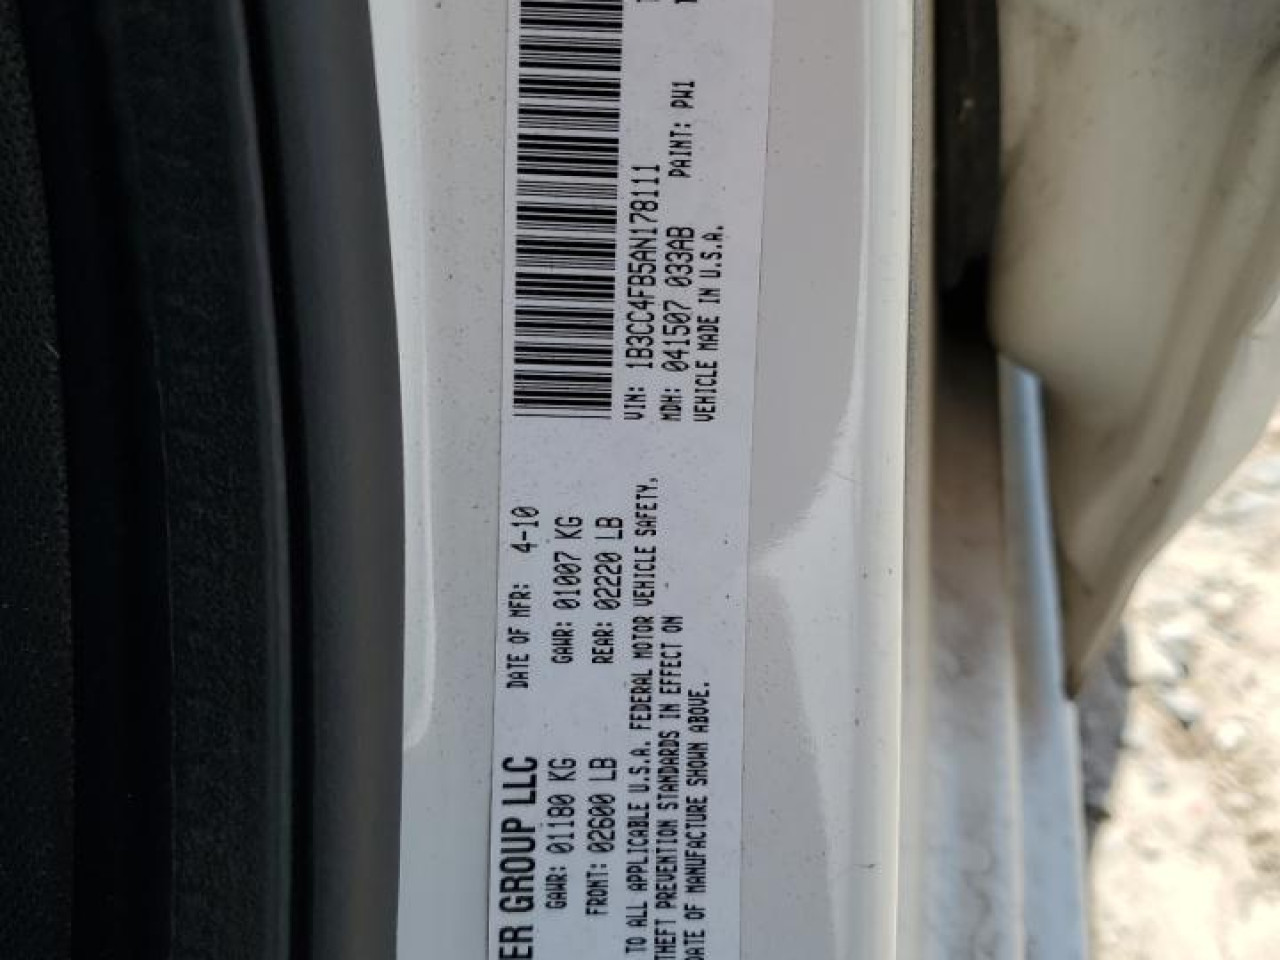 ER GROUP LLC
DATE OF MFR: 4-10
GAWR: 01180 KG
GAWR: 01007 KG
FRONT: 02600 LB
REAR: 02220 LB
TO ALL APPLICABLE U.S.A. FEDERAL MOTOR VEHICLE SAFETY,
THEFT PREVENTION STANDARDS IN EFFECT ON
DATE OF MANUFACTURE SHOWN ABOVE.
VIN: 1B3CC4FB5AN178111
MDH: 041507 033AB PAINT: PW1
VEHICLE MADE IN U.S.A.